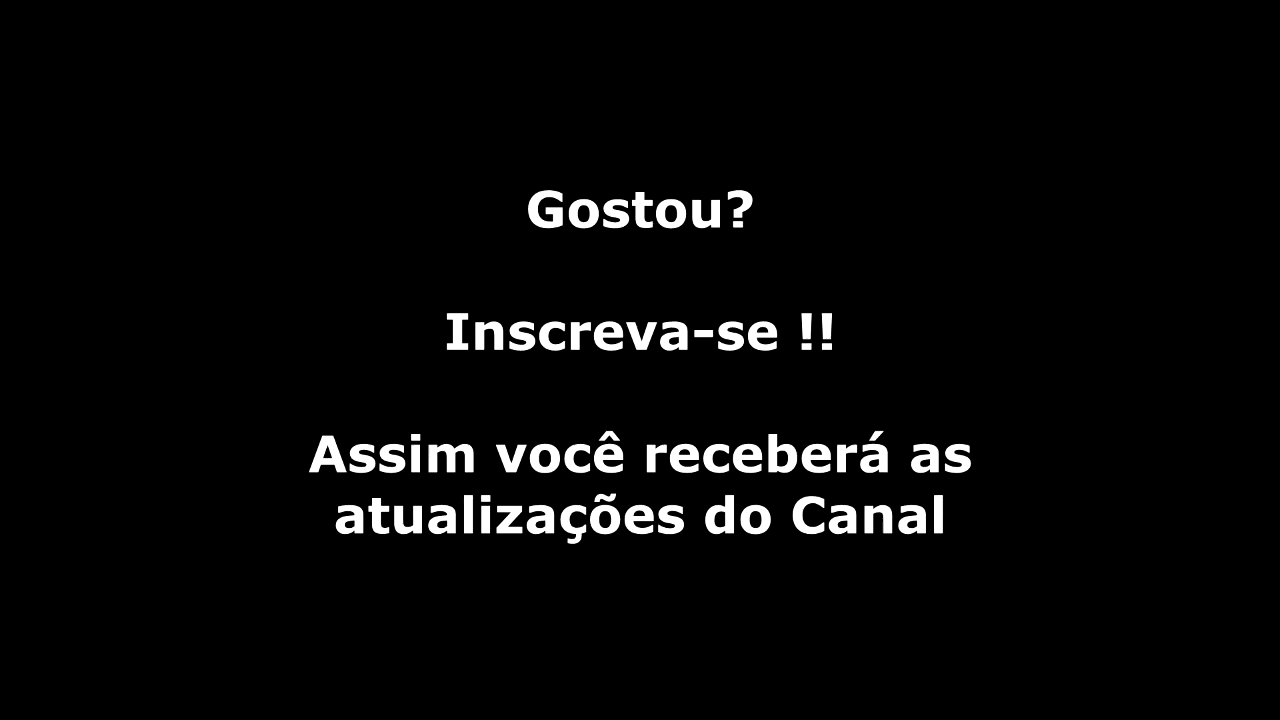 Gostou?
Inscreva-se !!
Assim você receberá as
atualizações do Canal